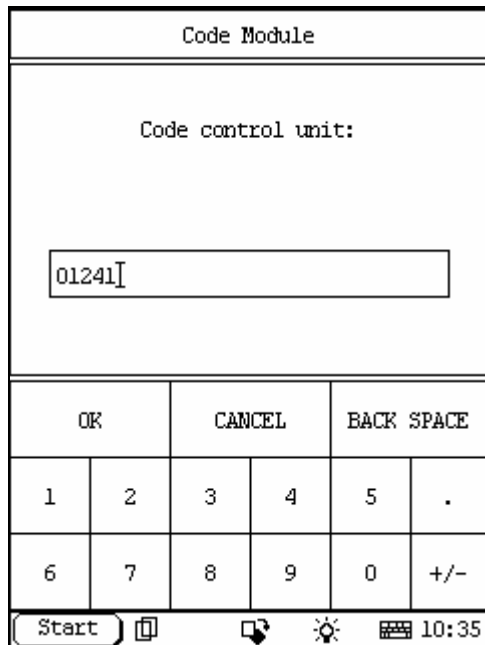 Code Module
Code control unit:
01241
OK CANCEL BACK SPACE
1 2 3 4 5 .
6 7 8 9 0 +/-
Start 10:35